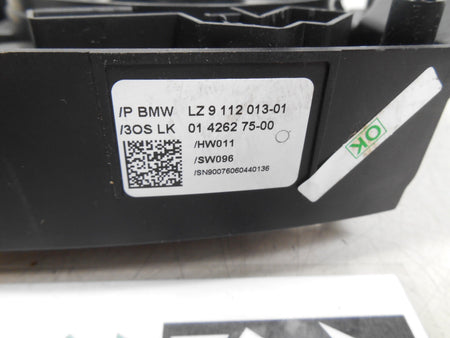 /P BMW LZ 9 112 013-01
/3OS LK 01 4262 75-00
/HW011
/SW096
/SN90076060440136
OK